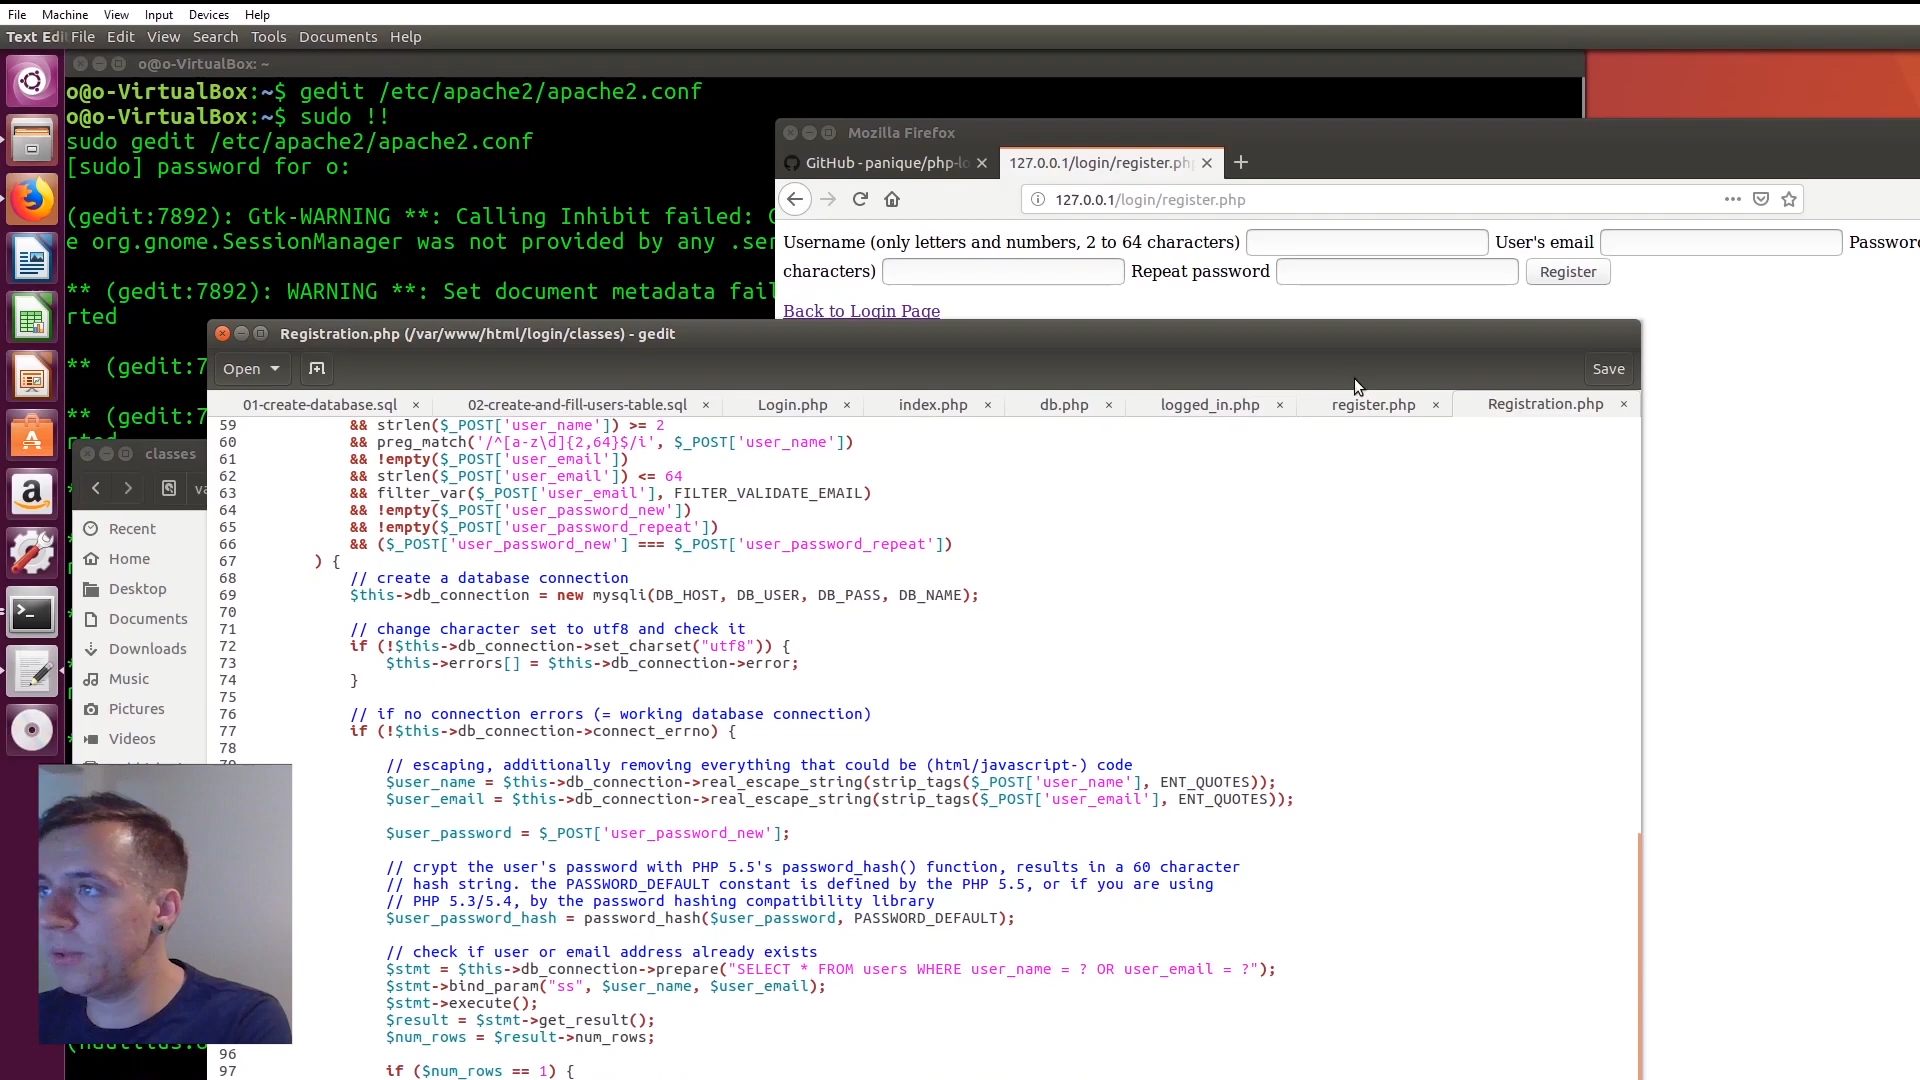 File Machine View Input Devices Help
Text Edi File Edit View Search Tools Documents Help
o@o-VirtualBox: ~
o@o-VirtualBox:~$ gedit /etc/apache2/apache2.conf
o@o-VirtualBox:~$ sudo !!
sudo gedit /etc/apache2/apache2.conf
[sudo] password for o:
(gedit:7892): Gtk-WARNING **: Calling Inhibit failed:
e org.gnome.SessionManager was not provided by any .ser
** (gedit:7892): WARNING **: Set document metadata fail
rted
** (gedit:7
** (gedit:7
Mozilla Firefox
GitHub - panique/php-lo
127.0.0.1/login/register.php
127.0.0.1/login/register.php
Username (only letters and numbers, 2 to 64 characters) User's email Passwor
characters) Repeat password Register
Back to Login Page
Registration.php (/var/www/html/login/classes) - gedit
Open Save
01-create-database.sql 02-create-and-fill-users-table.sql Login.php index.php db.php logged_in.php register.php Registration.php
59 && strlen($_POST['user_name']) >= 2
60 && preg_match('/^[a-z\d]{2,64}$/i', $_POST['user_name'])
61 && !empty($_POST['user_email'])
62 && strlen($_POST['user_email']) <= 64
63 && filter_var($_POST['user_email'], FILTER_VALIDATE_EMAIL)
64 && !empty($_POST['user_password_new'])
65 && !empty($_POST['user_password_repeat'])
66 && ($_POST['user_password_new'] === $_POST['user_password_repeat'])
67 ) {
68 // create a database connection
69 $this->db_connection = new mysqli(DB_HOST, DB_USER, DB_PASS, DB_NAME);
70
71 // change character set to utf8 and check it
72 if (!$this->db_connection->set_charset("utf8")) {
73 $this->errors[] = $this->db_connection->error;
74 }
75
76 // if no connection errors (= working database connection)
77 if (!$this->db_connection->connect_errno) {
78
// escaping, additionally removing everything that could be (html/javascript-) code
$user_name = $this->db_connection->real_escape_string(strip_tags($_POST['user_name'], ENT_QUOTES));
$user_email = $this->db_connection->real_escape_string(strip_tags($_POST['user_email'], ENT_QUOTES));
$user_password = $_POST['user_password_new'];
// crypt the user's password with PHP 5.5's password_hash() function, results in a 60 character
// hash string. the PASSWORD_DEFAULT constant is defined by the PHP 5.5, or if you are using
// PHP 5.3/5.4, by the password hashing compatibility library
$user_password_hash = password_hash($user_password, PASSWORD_DEFAULT);
// check if user or email address already exists
$stmt = $this->db_connection->prepare("SELECT * FROM users WHERE user_name = ? OR user_email = ?");
$stmt->bind_param("ss", $user_name, $user_email);
$stmt->execute();
$result = $stmt->get_result();
$num_rows = $result->num_rows;
96
97 if ($num_rows == 1) {
classes
va
Recent
Home
Desktop
Documents
Downloads
Music
Pictures
Videos